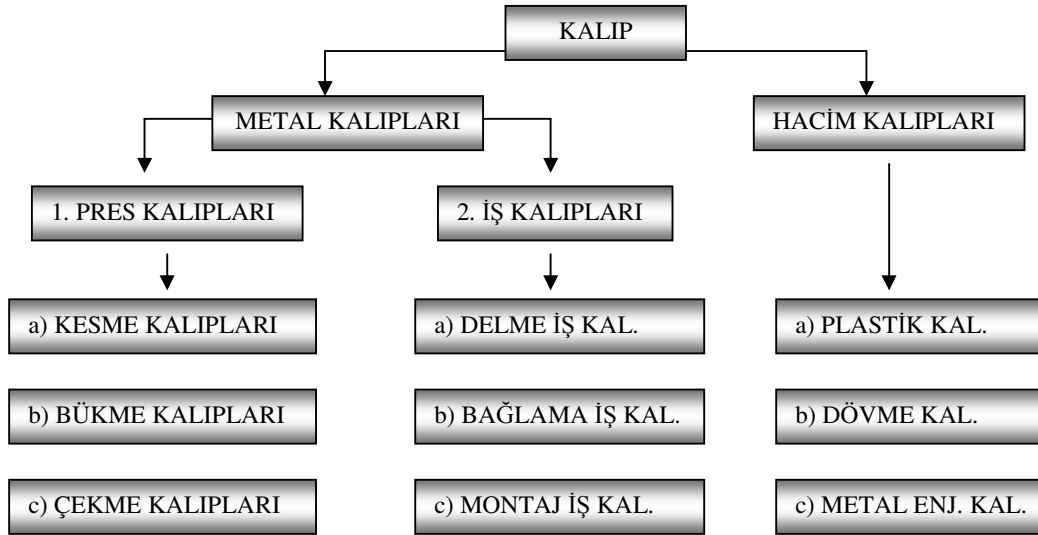 KALIP
METAL KALIPLARI
HACİM KALIPLARI
1. PRES KALIPLARI
2. İŞ KALIPLARI
a) KESME KALIPLARI
a) DELME İŞ KAL.
a) PLASTİK KAL.
b) BÜKME KALIPLARI
b) BAĞLAMA İŞ KAL.
b) DÖVME KAL.
c) ÇEKME KALIPLARI
c) MONTAJ İŞ KAL.
c) METAL ENJ. KAL.